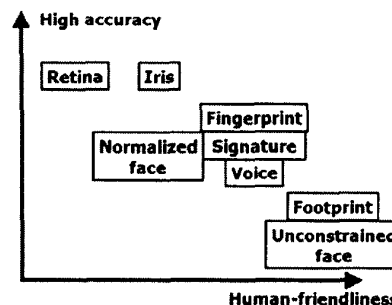 High accuracy
Retina
Iris
Fingerprint
Normalized
face
Signature
Voice
Footprint
Unconstrained
face
Human-friendliness